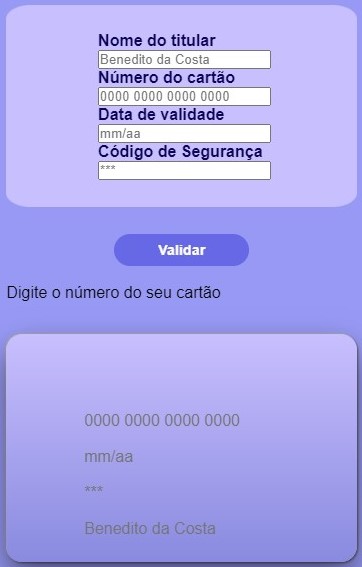 Nome do titular
Benedito da Costa
Número do cartão
0000 0000 0000 0000
Data de validade
mm/aa
Código de Segurança
***
Validar
Digite o número do seu cartão
0000 0000 0000 0000
mm/aa
***
Benedito da Costa